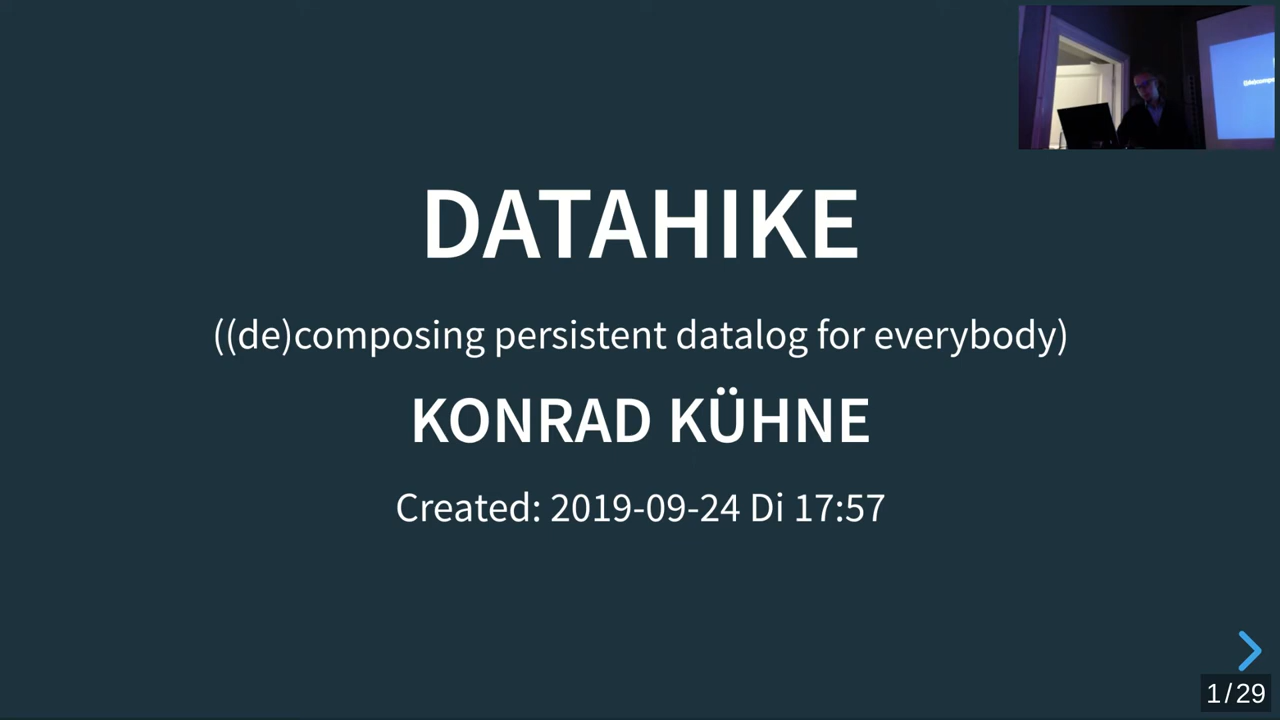 DATAHIKE
((de)composing persistent datalog for everybody)
KONRAD KÜHNE
Created: 2019-09-24 Di 17:57
1/29